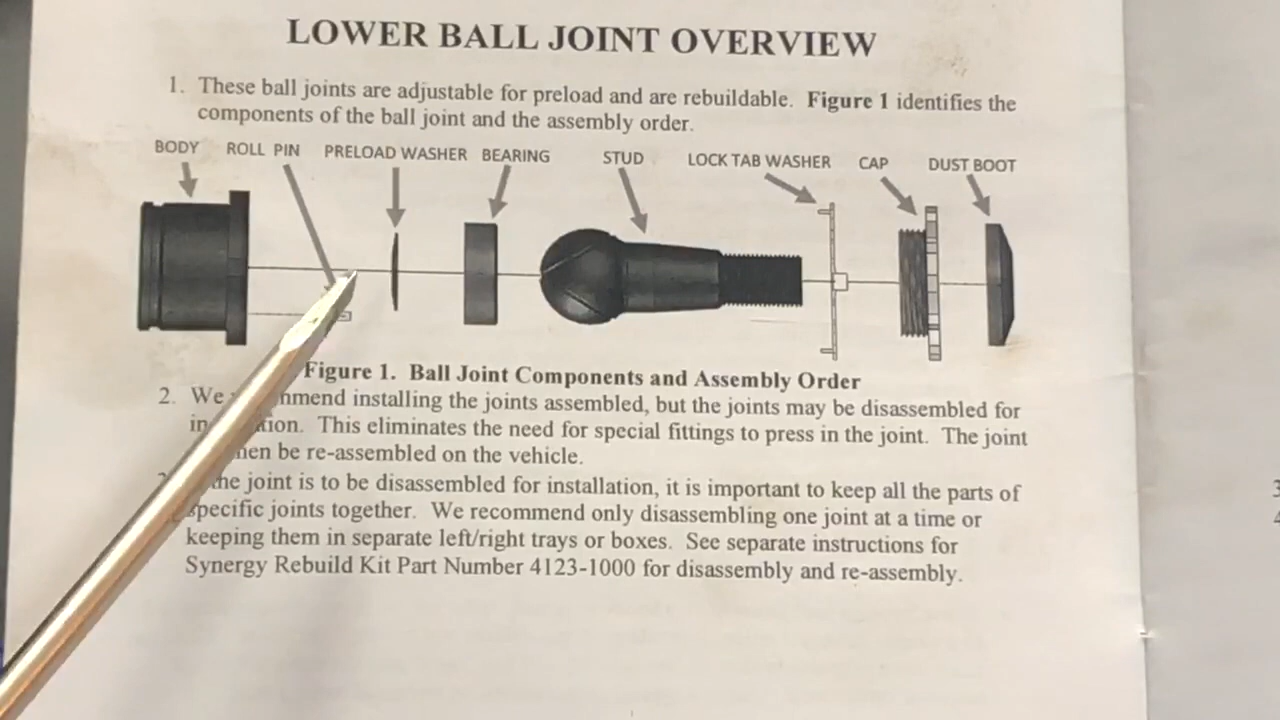 LOWER BALL JOINT OVERVIEW
1. These ball joints are adjustable for preload and are rebuildable. Figure 1 identifies the
components of the ball joint and the assembly order.
BODY ROLL PIN PRELOAD WASHER BEARING STUD LOCK TAB WASHER CAP DUST BOOT
Figure 1. Ball Joint Components and Assembly Order
2. We installing the joints assembled, but the joints may be disassembled for
This eliminates the need for special fittings to press in the joint. The joint
be re-assembled on the vehicle.
the joint is to be disassembled for installation, it is important to keep all the parts of
specific joints together. We recommend only disassembling one joint at a time or
keeping them in separate left/right trays or boxes. See separate instructions for
Synergy Rebuild Kit Part Number 4123-1000 for disassembly and re-assembly.